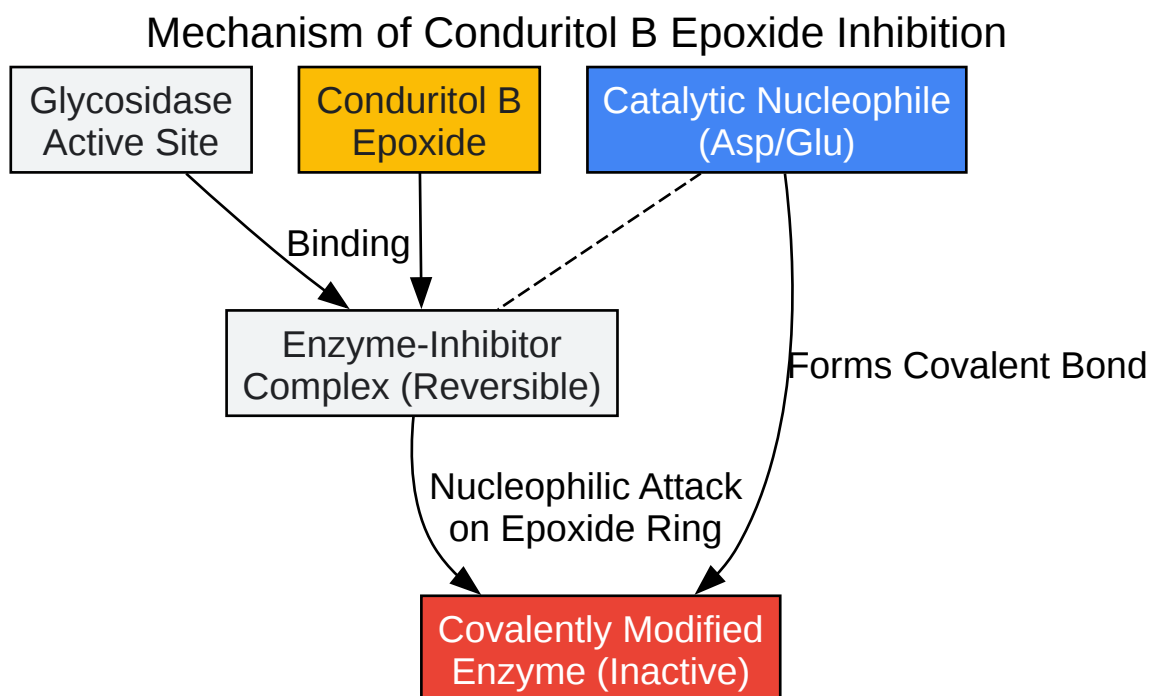 Mechanism of Conduritol B Epoxide Inhibition
Glycosidase
Active Site
Conduritol B
Epoxide
Catalytic Nucleophile
(Asp/Glu)
Binding
Enzyme-Inhibitor
Complex (Reversible)
Forms Covalent Bond
Nucleophilic Attack
on Epoxide Ring
Covalently Modified
Enzyme (Inactive)